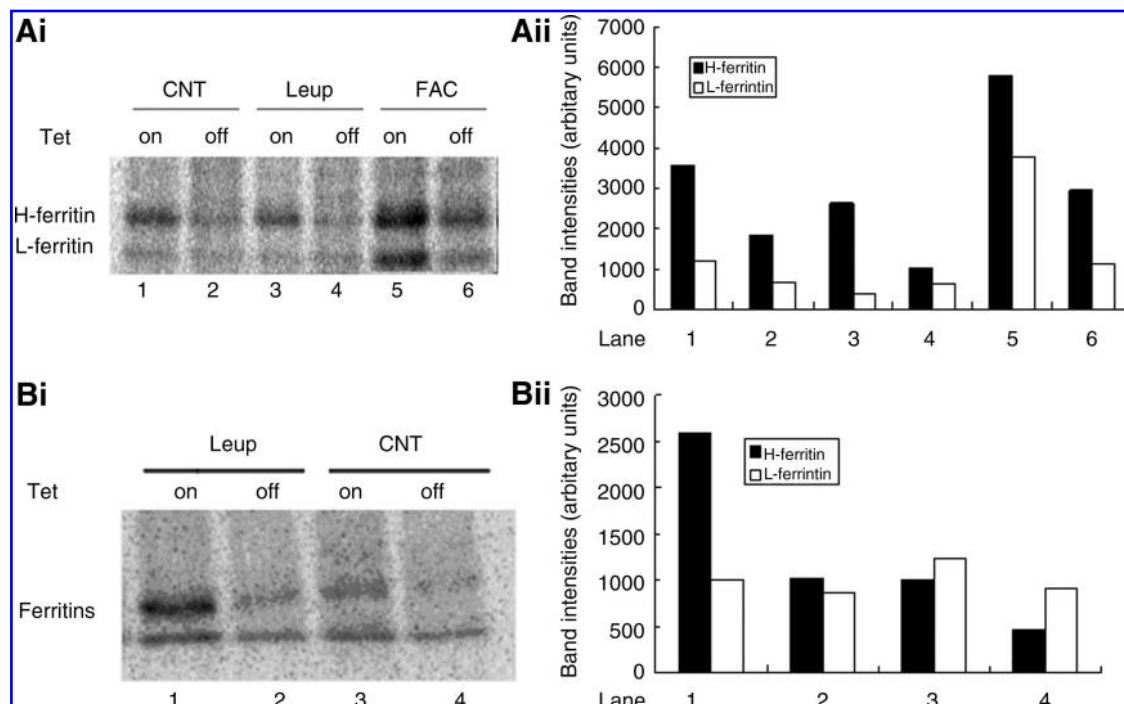 Ai
CNT Leup FAC
Tet on off on off on off
H-ferritin
L-ferritin
1 2 3 4 5 6
Aii
Band intensities (arbitary units)
7000
6000
5000
4000
3000
2000
1000
0
H-ferritin
L-ferrintin
Lane 1 2 3 4 5 6
Bi
Leup CNT
Tet on off on off
Ferritins
1 2 3 4
Bii
Band intensities (arbitary units)
3000
2500
2000
1500
1000
500
0
H-ferritin
L-ferrintin
Lane 1 2 3 4